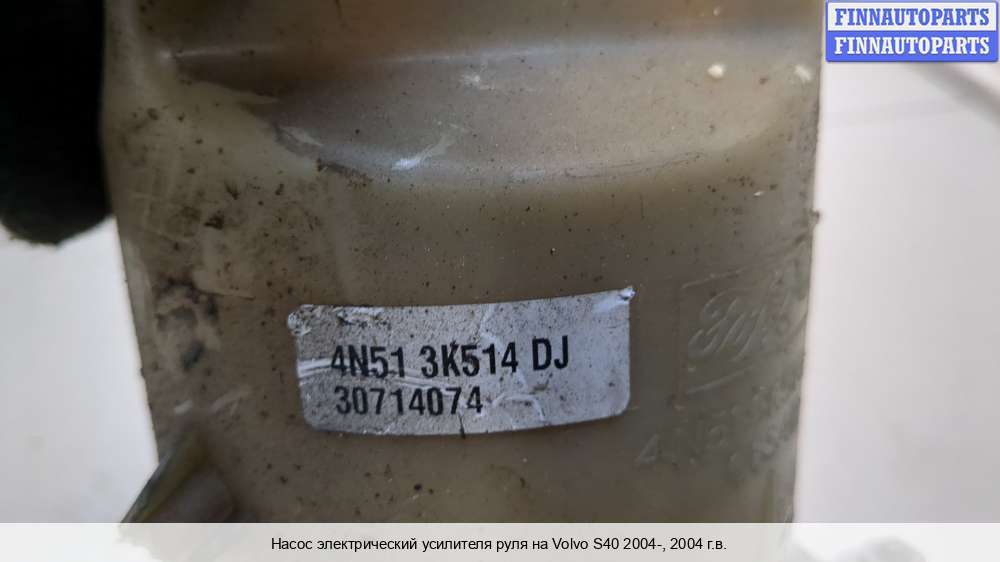 FINNAUTOPARTS
FINNAUTOPARTS
4N51 3K514 DJ
30714074
Насос электрический усилителя руля на Volvo S40 2004-, 2004 г.в.